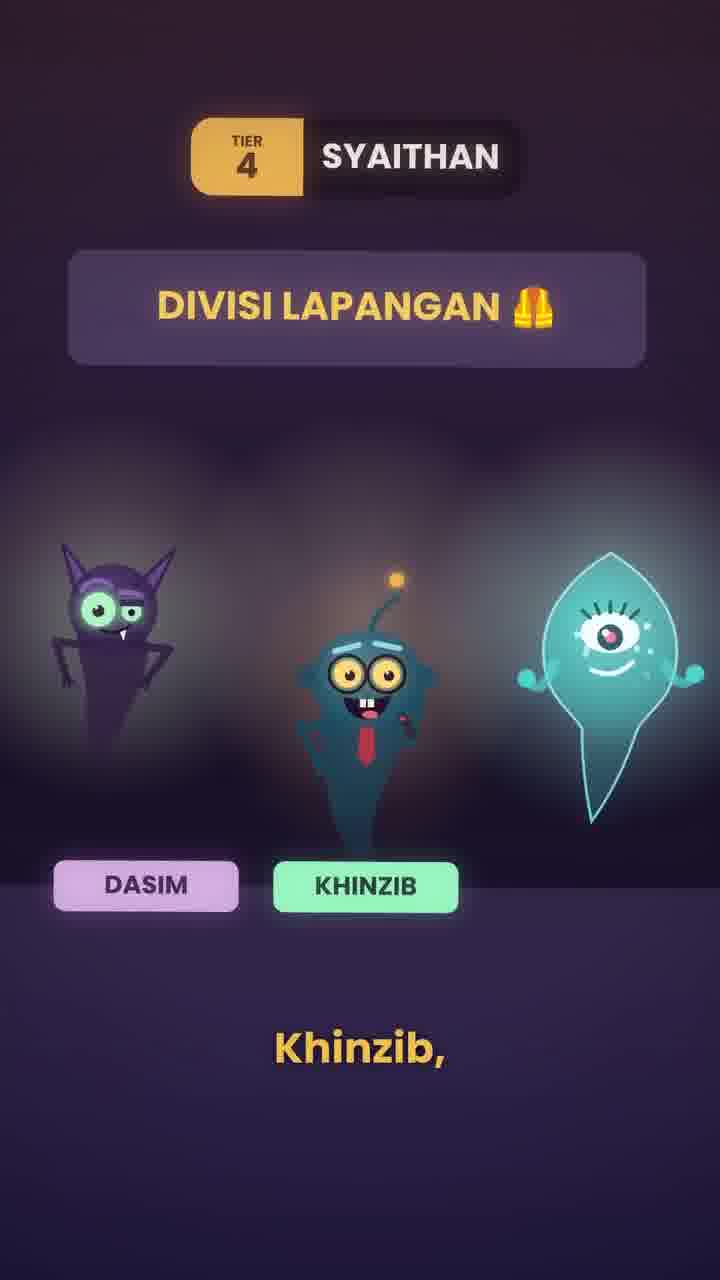 TIER
4
SYAITHAN
DIVISI LAPANGAN 🦺
DASIM
KHINZIB
Khinzib,